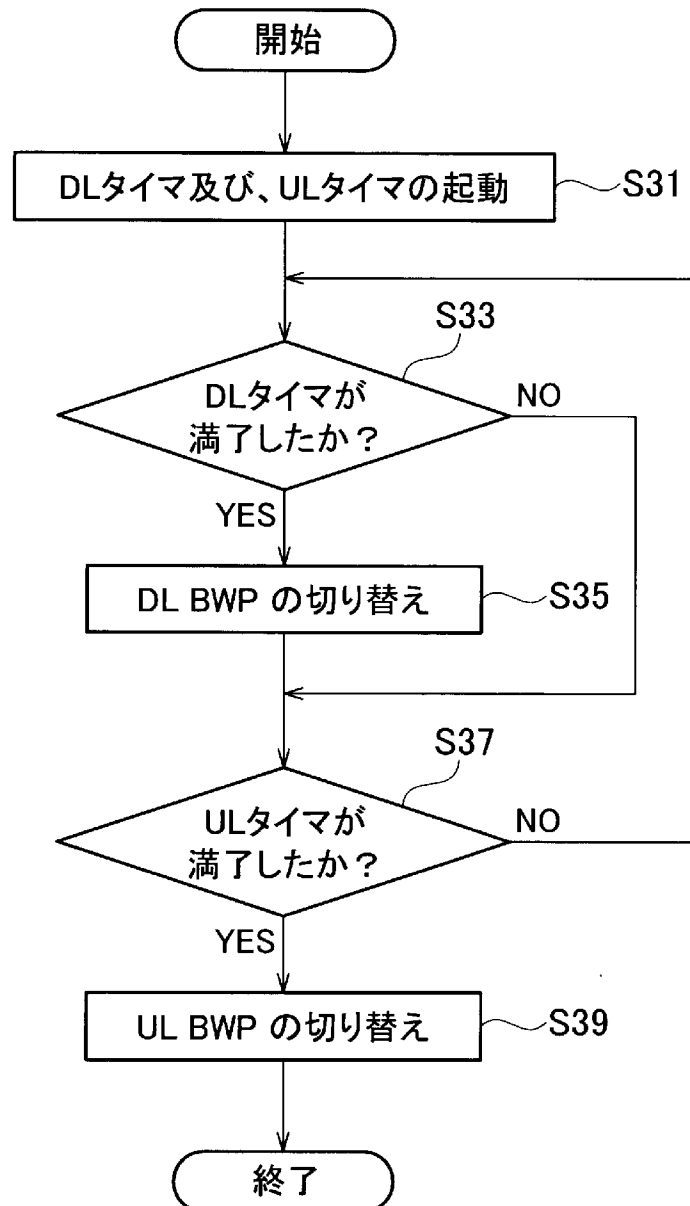 開始
DLタイマ及び、ULタイマの起動
S31
S33
DLタイマが
満了したか?
NO
YES
DL BWP の切り替え
S35
S37
ULタイマが
満了したか?
NO
YES
UL BWP の切り替え
S39
終了